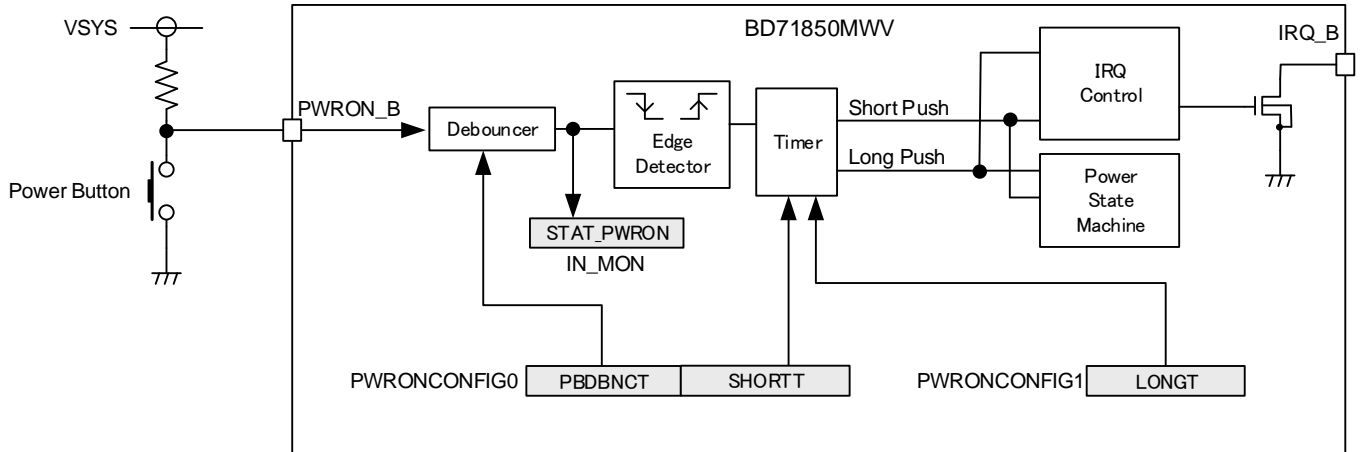 VSYS
BD71850MWV
IRQ_B
PWRON_B
Debouncer
Edge
Detector
Timer
Short Push
Long Push
IRQ
Control
Power
State
Machine
Power Button
STAT_PWRON
IN_MON
PWRONCONFIG0
PBDBNCT
SHORTT
PWRONCONFIG1
LONGT